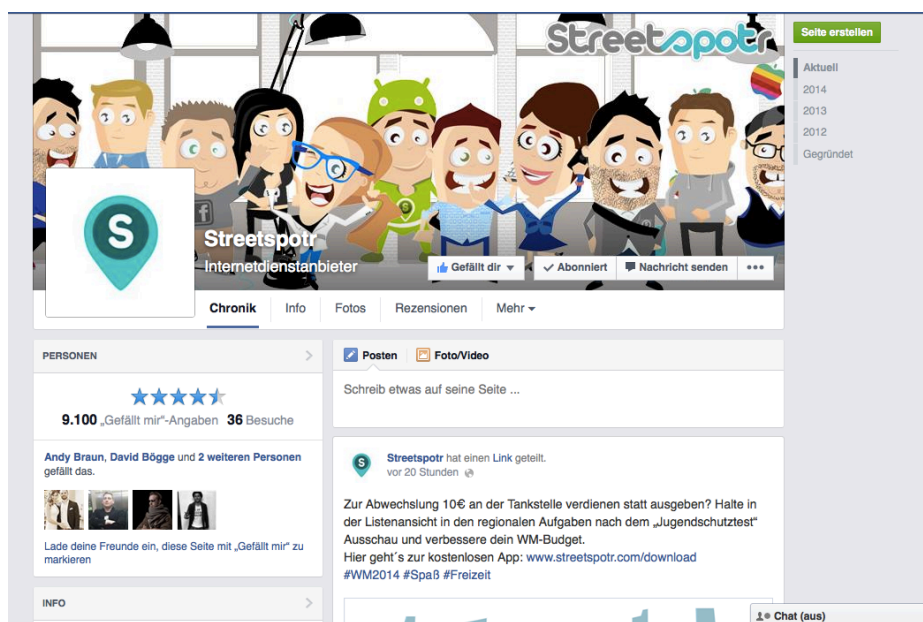 Streetspotr
Seite erstellen
Aktuell
2014
2013
2012
Gegründet
S
Streetspotr
Internetdienstanbieter
Gefällt dir
Abonniert
Nachricht senden
Chronik Info Fotos Rezensionen Mehr
PERSONEN
9.100 „Gefällt mir“-Angaben 36 Besuche
Andy Braun, David Bögge und 2 weiteren Personen
gefällt das.
Lade deine Freunde ein, diese Seite mit „Gefällt mir“ zu
markieren
INFO
Posten Foto/Video
Schreib etwas auf seine Seite ...
Streetspotr hat einen Link geteilt.
vor 20 Stunden
Zur Abwechslung 10€ an der Tankstelle verdienen statt ausgeben? Halte in
der Listenansicht in den regionalen Aufgaben nach dem „Jugendschutztest“
Ausschau und verbessere dein WM-Budget.
Hier geht´s zur kostenlosen App: www.streetspotr.com/download
#WM2014 #Spaß #Freizeit
Chat (aus)